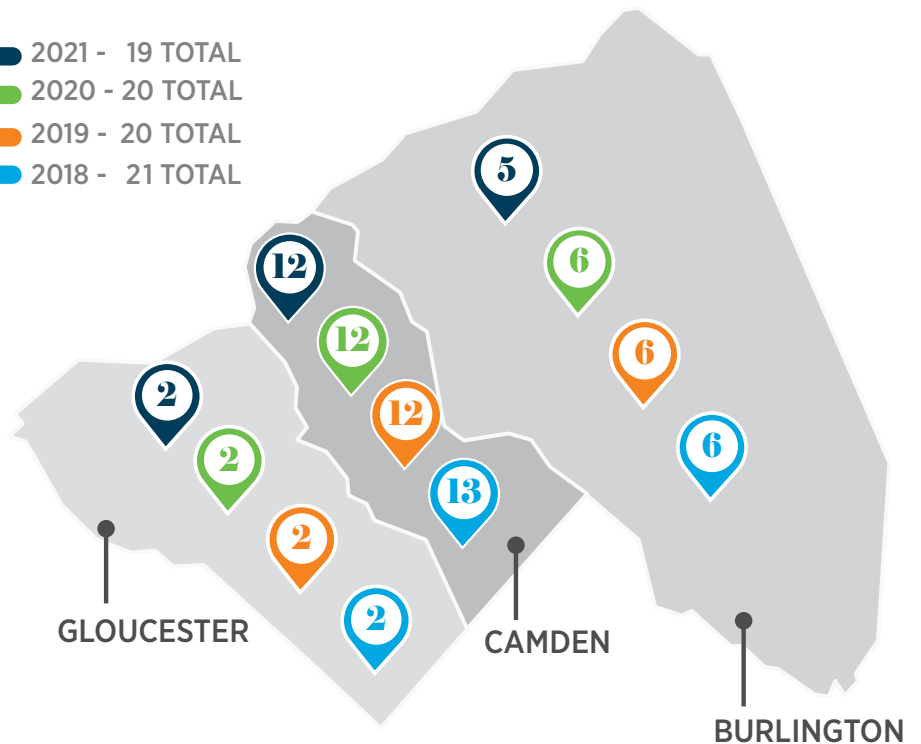 2021 - 19 TOTAL
2020 - 20 TOTAL
2019 - 20 TOTAL
2018 - 21 TOTAL
5
12
6
12
6
2
12
6
2
13
2
2
GLOUCESTER
CAMDEN
BURLINGTON